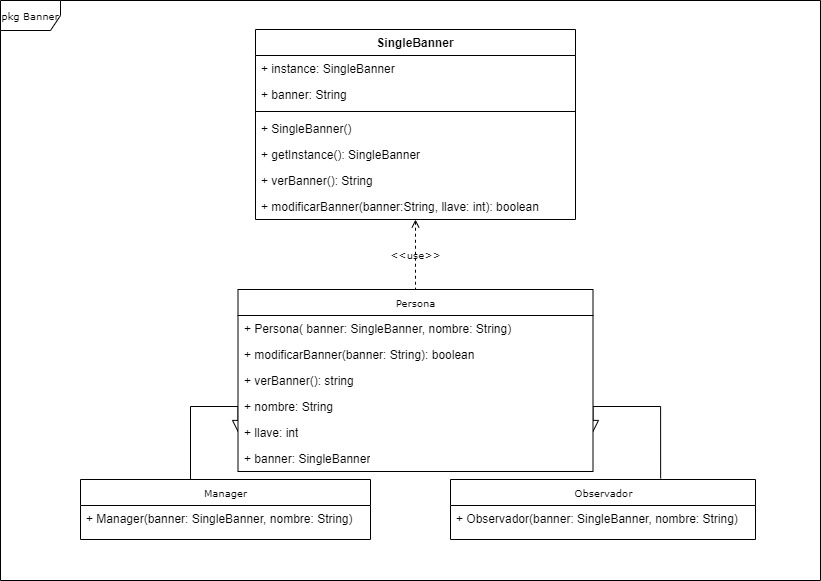 pkg Banner
SingleBanner
+ instance: SingleBanner
+ banner: String
+ SingleBanner()
+ getInstance(): SingleBanner
+ verBanner(): String
+ modificarBanner(banner:String, llave: int): boolean
<<use>>
Persona
+ Persona( banner: SingleBanner, nombre: String)
+ modificarBanner(banner: String): boolean
+ verBanner(): string
+ nombre: String
+ llave: int
+ banner: SingleBanner
Manager
+ Manager(banner: SingleBanner, nombre: String)
Observador
+ Observador(banner: SingleBanner, nombre: String)